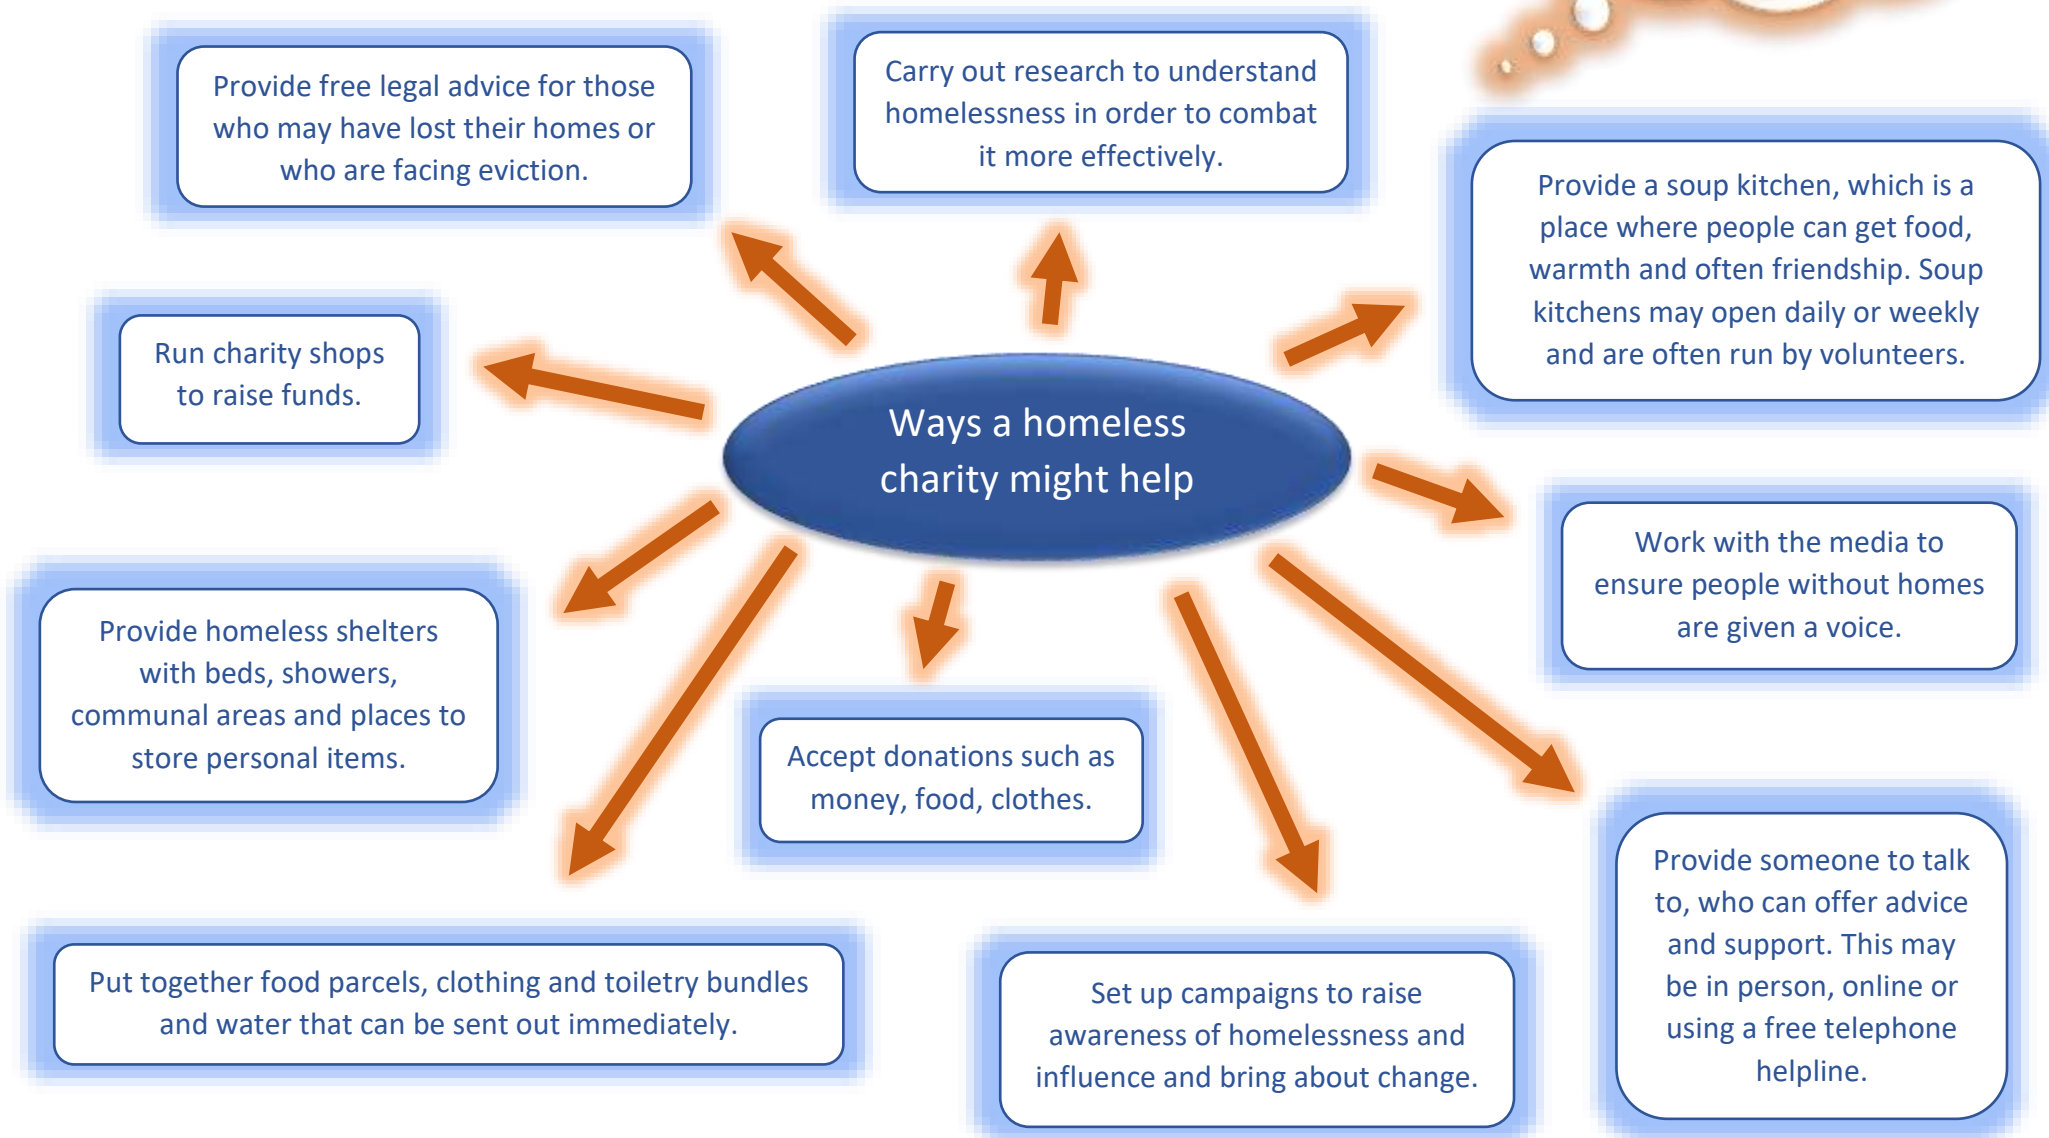 Provide free legal advice for those
who may have lost their homes or
who are facing eviction.
Carry out research to understand
homelessness in order to combat
it more effectively.
Provide a soup kitchen, which is a
place where people can get food,
warmth and often friendship. Soup
kitchens may open daily or weekly
and are often run by volunteers.
Run charity shops
to raise funds.
Ways a homeless
charity might help
Work with the media to
ensure people without homes
are given a voice.
Provide homeless shelters
with beds, showers,
communal areas and places to
store personal items.
Accept donations such as
money, food, clothes.
Provide someone to talk
to, who can offer advice
and support. This may
be in person, online or
using a free telephone
helpline.
Put together food parcels, clothing and toiletry bundles
and water that can be sent out immediately.
Set up campaigns to raise
awareness of homelessness and
influence and bring about change.